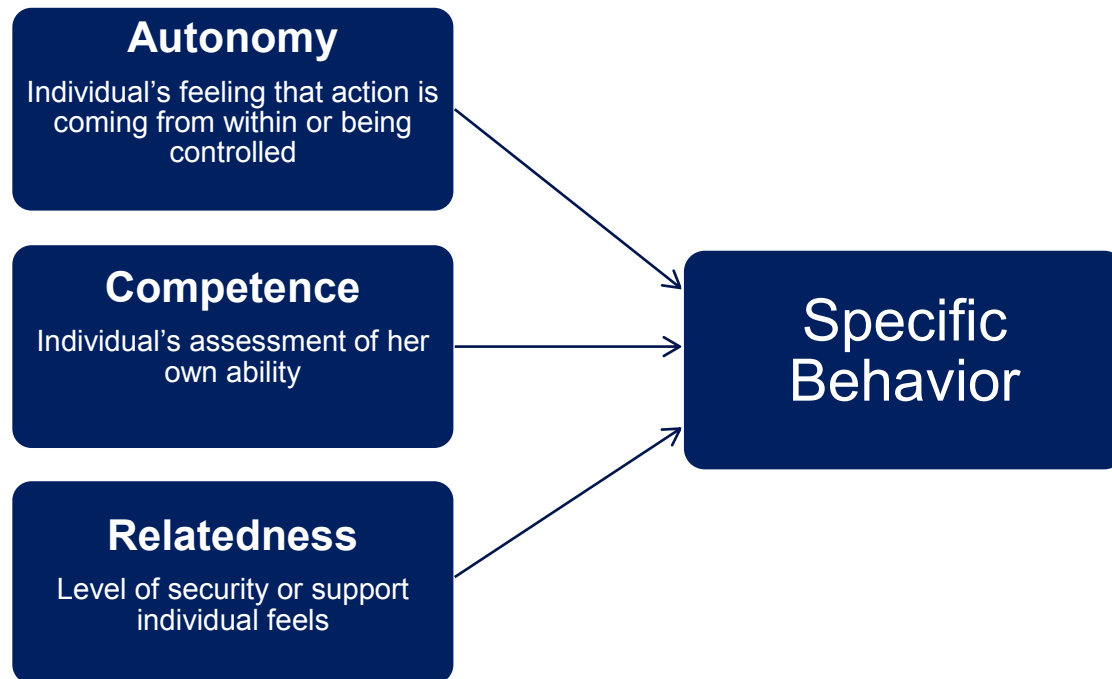 Autonomy
Individual’s feeling that action is
coming from within or being
controlled
Competence
Individual’s assessment of her
own ability
Relatedness
Level of security or support
individual feels
Specific
Behavior